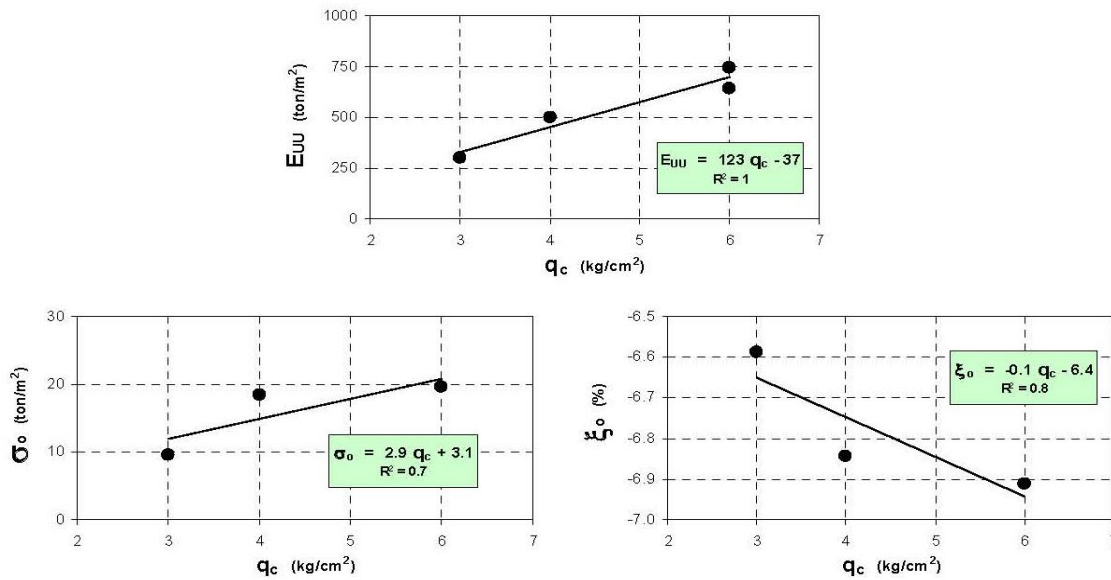 1000
750
500
250
0
E_UU (ton/m²)
2 3 4 5 6 7
q_c (kg/cm²)
E_UU = 123 q_c - 37
R² = 1
30
20
10
0
σ_o (ton/m²)
2 3 4 5 6 7
q_c (kg/cm²)
σ_o = 2.9 q_c + 3.1
R² = 0.7
-6.5
-6.6
-6.7
-6.8
-6.9
-7.0
ξ_o (%)
2 3 4 5 6 7
q_c (kg/cm²)
ξ_o = -0.1 q_c - 6.4
R² = 0.8